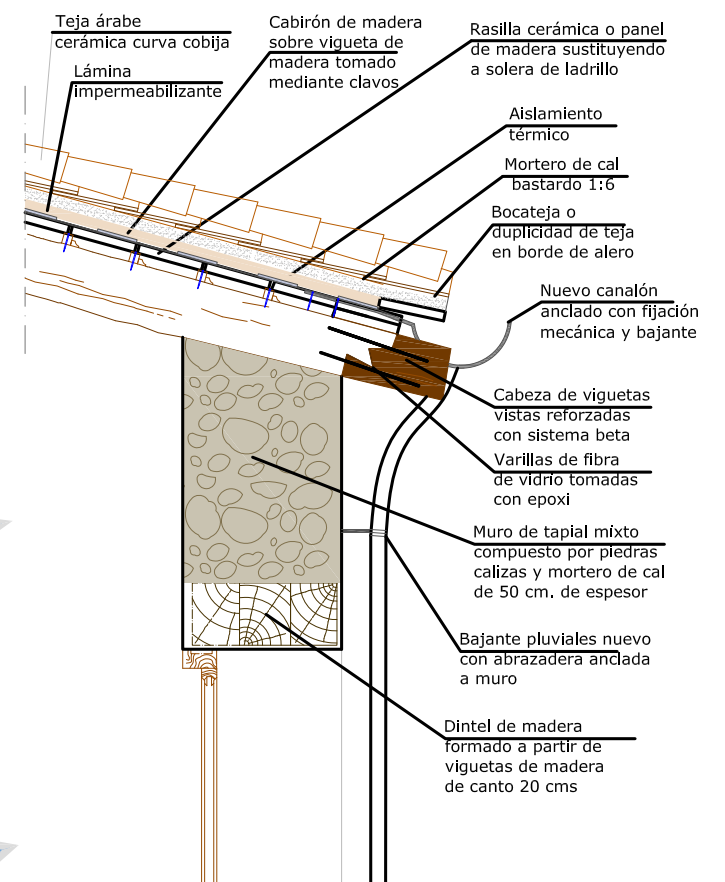 Teja árabe
cerámica curva cobija
Lámina
impermeabilizante
Cabirón de madera
sobre vigueta de
madera tomado
mediante clavos
Rasilla cerámica o panel
de madera sustituyendo
a solera de ladrillo
Aislamiento
térmico
Mortero de cal
bastardo 1:6
Bocateja o
duplicidad de teja
en borde de alero
Nuevo canalón
anclado con fijación
mecánica y bajante
Cabeza de viguetas
vistas reforzadas
con sistema beta
Varillas de fibra
de vidrio tomadas
con epoxi
Muro de tapial mixto
compuesto por piedras
calizas y mortero de cal
de 50 cm. de espesor
Bajante pluviales nuevo
con abrazadera anclada
a muro
Dintel de madera
formado a partir de
viguetas de madera
de canto 20 cms